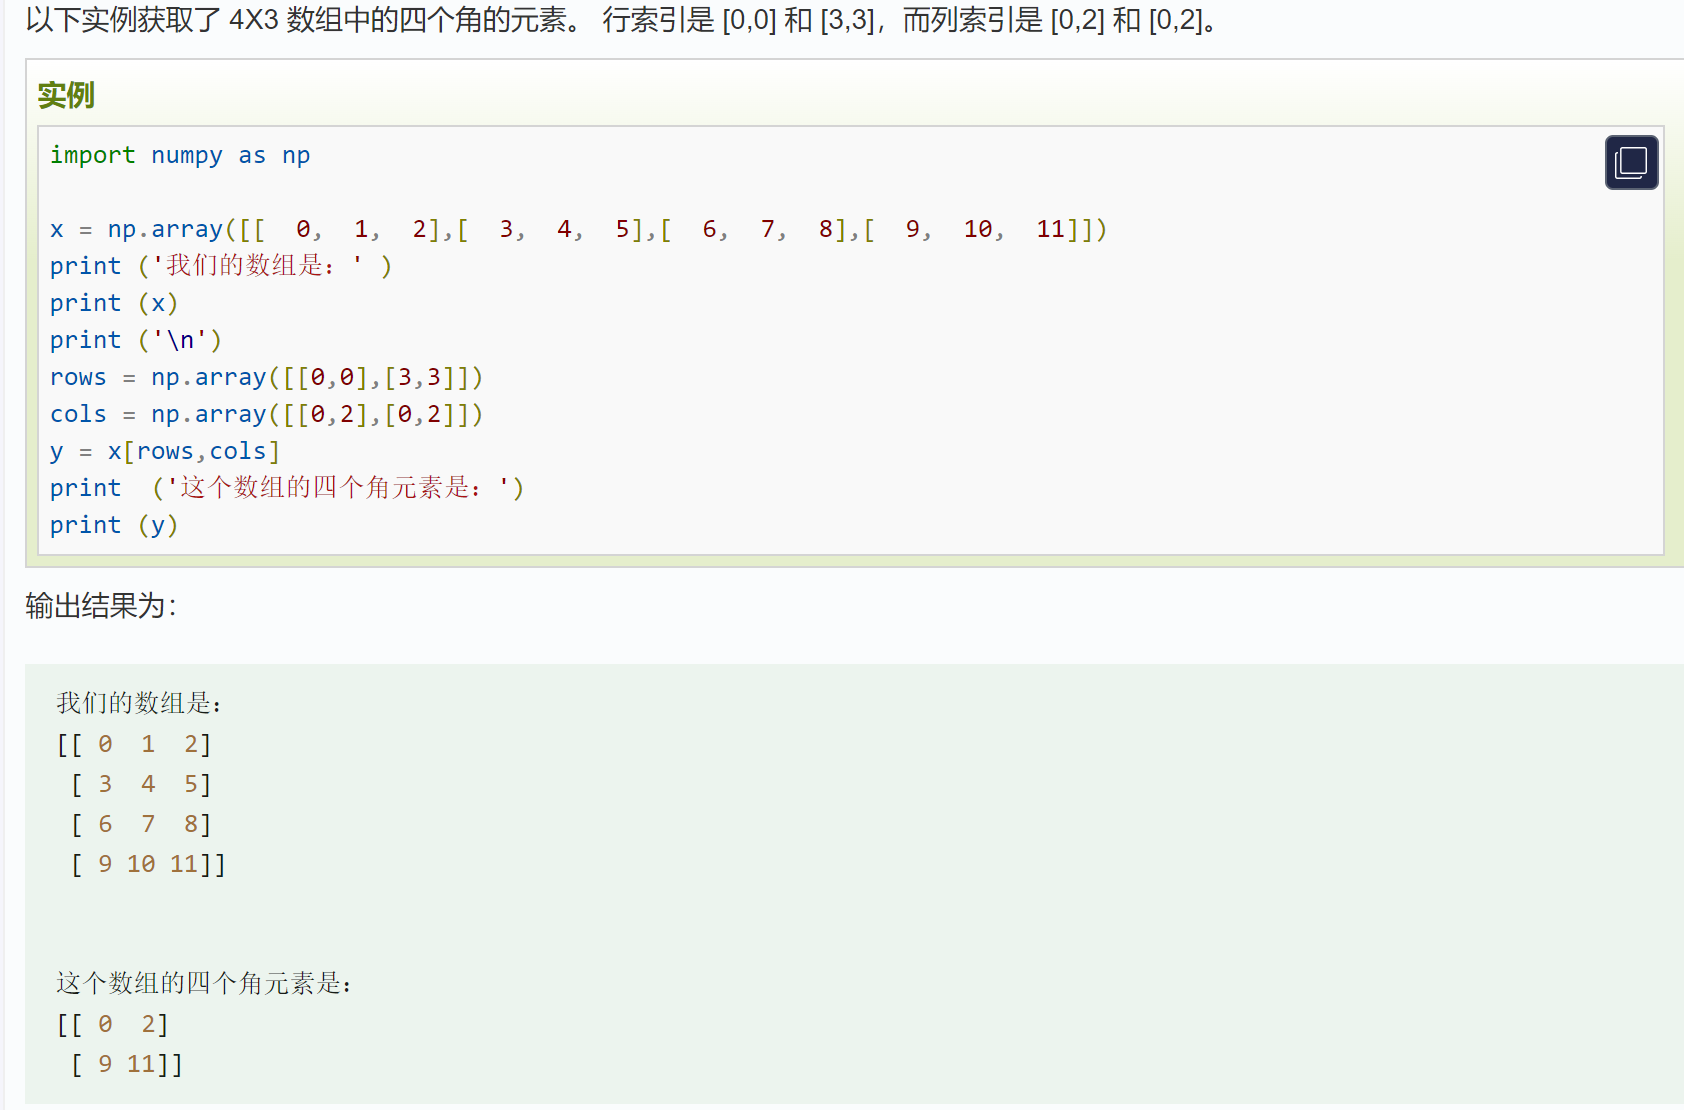 以下实例获取了 4X3 数组中的四个角的元素。 行索引是 [0,0] 和 [3,3]，而列索引是 [0,2] 和 [0,2]。
实例
import numpy as np
x = np.array([[  0,  1,  2],[  3,  4,  5],[  6,  7,  8],[  9,  10,  11]])
print ('我们的数组是：' )
print (x)
print ('\n')
rows = np.array([[0,0],[3,3]])
cols = np.array([[0,2],[0,2]])
y = x[rows,cols]
print  ('这个数组的四个角元素是：')
print (y)
输出结果为：
我们的数组是：
[[ 0  1  2]
 [ 3  4  5]
 [ 6  7  8]
 [ 9 10 11]]
这个数组的四个角元素是：
[[ 0  2]
 [ 9 11]]